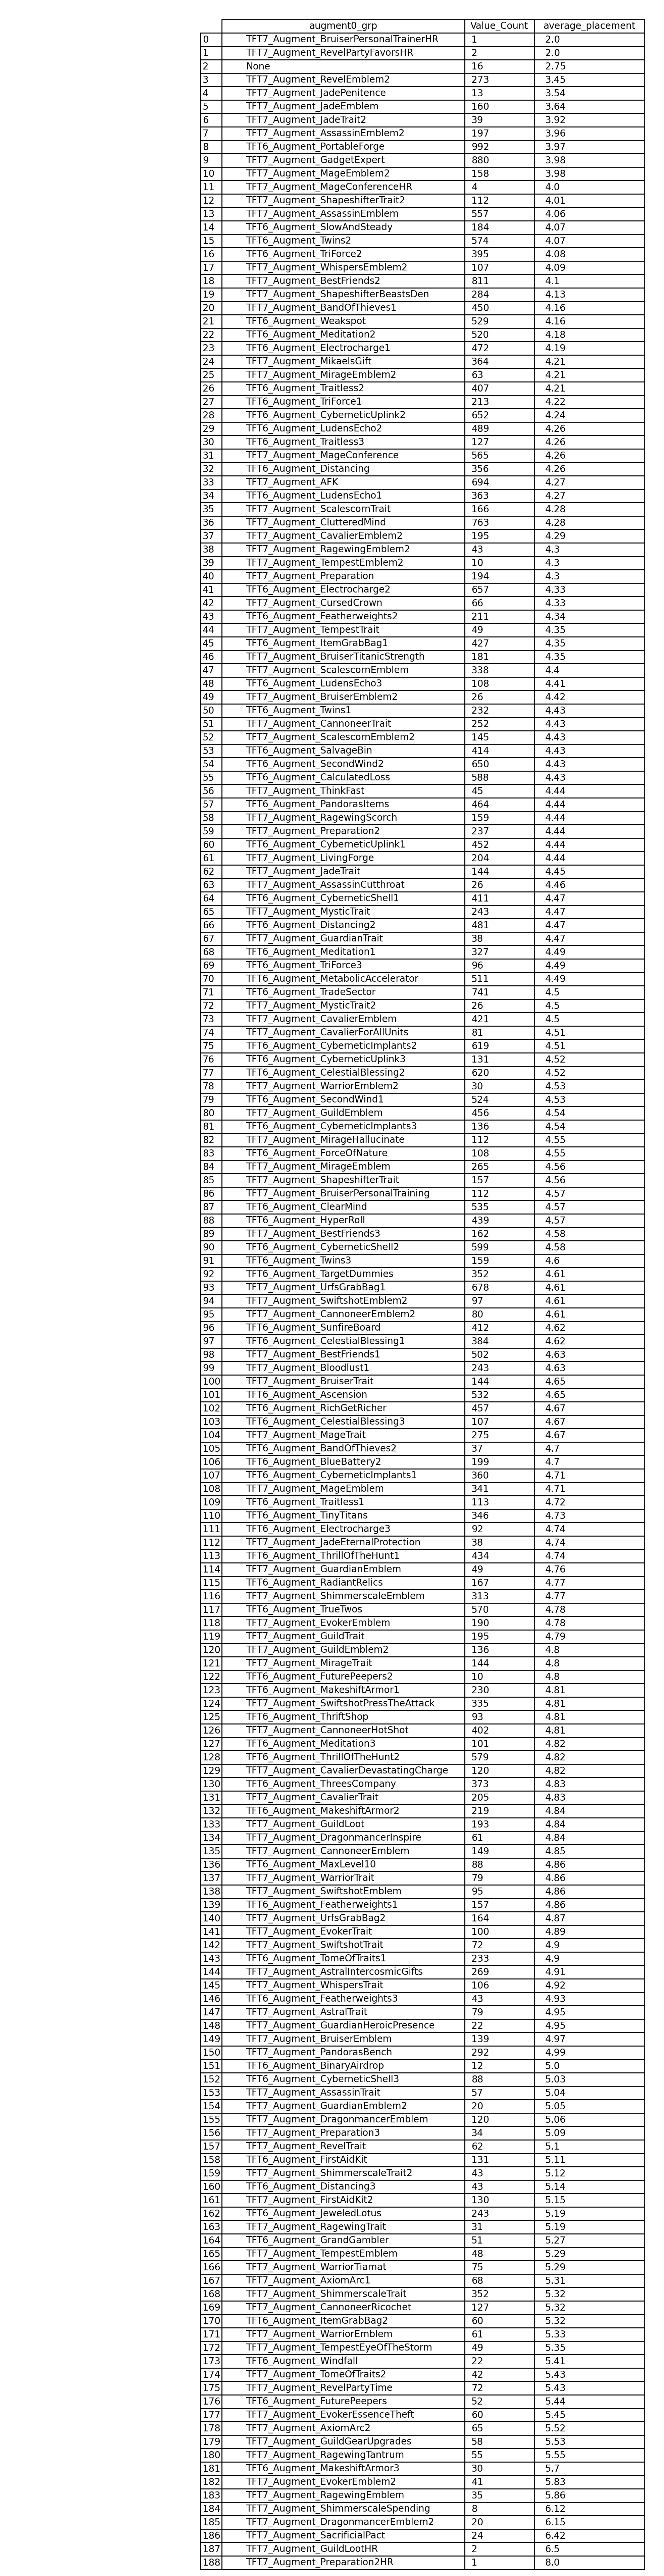 augment0_grp Value_Count average_placement
0 TFT7_Augment_BruiserPersonalTrainerHR 1 2.0
1 TFT7_Augment_RevelPartyFavorsHR 2 2.0
2 None 16 2.75
3 TFT7_Augment_RevelEmblem2 273 3.45
4 TFT7_Augment_JadePenitence 13 3.54
5 TFT7_Augment_JadeEmblem 160 3.64
6 TFT7_Augment_JadeTrait2 39 3.92
7 TFT7_Augment_AssassinEmblem2 197 3.96
8 TFT6_Augment_PortableForge 992 3.97
9 TFT7_Augment_GadgetExpert 880 3.98
10 TFT7_Augment_MageEmblem2 158 3.98
11 TFT7_Augment_MageConferenceHR 4 4.0
12 TFT7_Augment_ShapeshifterTrait2 112 4.01
13 TFT7_Augment_AssassinEmblem 557 4.06
14 TFT6_Augment_SlowAndSteady 184 4.07
15 TFT6_Augment_Twins2 574 4.07
16 TFT6_Augment_TriForce2 395 4.08
17 TFT7_Augment_WhispersEmblem2 107 4.09
18 TFT7_Augment_BestFriends2 811 4.1
19 TFT7_Augment_ShapeshifterBeastsDen 284 4.13
20 TFT7_Augment_BandOfThieves1 450 4.16
21 TFT6_Augment_Weakspot 529 4.16
22 TFT6_Augment_Meditation2 520 4.18
23 TFT6_Augment_Electrocharge1 472 4.19
24 TFT7_Augment_MikaelsGift 364 4.21
25 TFT7_Augment_MirageEmblem2 63 4.21
26 TFT6_Augment_Traitless2 407 4.21
27 TFT6_Augment_TriForce1 213 4.22
28 TFT6_Augment_CyberneticUplink2 652 4.24
29 TFT6_Augment_LudensEcho2 489 4.26
30 TFT6_Augment_Traitless3 127 4.26
31 TFT7_Augment_MageConference 565 4.26
32 TFT6_Augment_Distancing 356 4.26
33 TFT7_Augment_AFK 694 4.27
34 TFT6_Augment_LudensEcho1 363 4.27
35 TFT7_Augment_ScalescornTrait 166 4.28
36 TFT7_Augment_ClutteredMind 763 4.28
37 TFT7_Augment_CavalierEmblem2 195 4.29
38 TFT7_Augment_RagewingEmblem2 43 4.3
39 TFT7_Augment_TempestEmblem2 10 4.3
40 TFT7_Augment_Preparation 194 4.3
41 TFT6_Augment_Electrocharge2 657 4.33
42 TFT7_Augment_CursedCrown 66 4.33
43 TFT6_Augment_Featherweights2 211 4.34
44 TFT7_Augment_TempestTrait 49 4.35
45 TFT6_Augment_ItemGrabBag1 427 4.35
46 TFT7_Augment_BruiserTitanicStrength 181 4.35
47 TFT7_Augment_ScalescornEmblem 338 4.4
48 TFT6_Augment_LudensEcho3 108 4.41
49 TFT7_Augment_BruiserEmblem2 26 4.42
50 TFT6_Augment_Twins1 232 4.43
51 TFT7_Augment_CannoneerTrait 252 4.43
52 TFT7_Augment_ScalescornEmblem2 145 4.43
53 TFT6_Augment_SalvageBin 414 4.43
54 TFT6_Augment_SecondWind2 650 4.43
55 TFT6_Augment_CalculatedLoss 588 4.43
56 TFT7_Augment_ThinkFast 45 4.44
57 TFT6_Augment_PandorasItems 464 4.44
58 TFT7_Augment_RagewingScorch 159 4.44
59 TFT7_Augment_Preparation2 237 4.44
60 TFT6_Augment_CyberneticUplink1 452 4.44
61 TFT7_Augment_LivingForge 204 4.44
62 TFT7_Augment_JadeTrait 144 4.45
63 TFT7_Augment_AssassinCutthroat 26 4.46
64 TFT6_Augment_CyberneticShell1 411 4.47
65 TFT7_Augment_MysticTrait 243 4.47
66 TFT6_Augment_Distancing2 481 4.47
67 TFT7_Augment_GuardianTrait 38 4.47
68 TFT6_Augment_Meditation1 327 4.49
69 TFT6_Augment_TriForce3 96 4.49
70 TFT6_Augment_MetabolicAccelerator 511 4.49
71 TFT6_Augment_TradeSector 741 4.5
72 TFT7_Augment_MysticTrait2 26 4.5
73 TFT7_Augment_CavalierEmblem 421 4.5
74 TFT7_Augment_CavalierForAllUnits 81 4.51
75 TFT6_Augment_CyberneticImplants2 619 4.51
76 TFT6_Augment_CyberneticUplink3 131 4.52
77 TFT6_Augment_CelestialBlessing2 620 4.52
78 TFT7_Augment_WarriorEmblem2 30 4.53
79 TFT6_Augment_SecondWind1 524 4.53
80 TFT7_Augment_GuildEmblem 456 4.54
81 TFT6_Augment_CyberneticImplants3 136 4.54
82 TFT7_Augment_MirageHallucinate 112 4.55
83 TFT6_Augment_ForceOfNature 108 4.55
84 TFT7_Augment_MirageEmblem 265 4.56
85 TFT7_Augment_ShapeshifterTrait 157 4.56
86 TFT7_Augment_BruiserPersonalTraining 112 4.57
87 TFT6_Augment_ClearMind 535 4.57
88 TFT6_Augment_HyperRoll 439 4.57
89 TFT7_Augment_BestFriends3 162 4.58
90 TFT6_Augment_CyberneticShell2 599 4.58
91 TFT6_Augment_Twins3 159 4.6
92 TFT6_Augment_TargetDummies 352 4.61
93 TFT7_Augment_UrfsGrabBag1 678 4.61
94 TFT7_Augment_SwiftshotEmblem2 97 4.61
95 TFT7_Augment_CannoneerEmblem2 80 4.61
96 TFT6_Augment_SunfireBoard 412 4.62
97 TFT6_Augment_CelestialBlessing1 384 4.62
98 TFT7_Augment_BestFriends1 502 4.63
99 TFT7_Augment_Bloodlust1 243 4.63
100 TFT7_Augment_BruiserTrait 144 4.65
101 TFT6_Augment_Ascension 532 4.65
102 TFT6_Augment_RichGetRicher 457 4.67
103 TFT6_Augment_CelestialBlessing3 107 4.67
104 TFT7_Augment_MageTrait 275 4.67
105 TFT6_Augment_BandOfThieves2 37 4.7
106 TFT6_Augment_BlueBattery2 199 4.7
107 TFT6_Augment_CyberneticImplants1 360 4.71
108 TFT7_Augment_MageEmblem 341 4.71
109 TFT6_Augment_Traitless1 113 4.72
110 TFT6_Augment_TinyTitans 346 4.73
111 TFT6_Augment_Electrocharge3 92 4.74
112 TFT7_Augment_JadeEternalProtection 38 4.74
113 TFT6_Augment_ThrillOfTheHunt1 434 4.74
114 TFT7_Augment_GuardianEmblem 49 4.76
115 TFT6_Augment_RadiantRelics 167 4.77
116 TFT7_Augment_ShimmerscaleEmblem 313 4.77
117 TFT6_Augment_TrueTwos 570 4.78
118 TFT7_Augment_EvokerEmblem 190 4.78
119 TFT7_Augment_GuildTrait 195 4.79
120 TFT7_Augment_GuildEmblem2 136 4.8
121 TFT7_Augment_MirageTrait 144 4.8
122 TFT6_Augment_FuturePeepers2 10 4.8
123 TFT6_Augment_MakeshiftArmor1 230 4.81
124 TFT7_Augment_SwiftshotPressTheAttack 335 4.81
125 TFT6_Augment_ThriftShop 93 4.81
126 TFT7_Augment_CannoneerHotShot 402 4.81
127 TFT6_Augment_Meditation3 101 4.82
128 TFT6_Augment_ThrillOfTheHunt2 579 4.82
129 TFT7_Augment_CavalierDevastatingCharge 120 4.82
130 TFT6_Augment_ThreesCompany 373 4.83
131 TFT7_Augment_CavalierTrait 205 4.83
132 TFT6_Augment_MakeshiftArmor2 219 4.84
133 TFT7_Augment_GuildLoot 193 4.84
134 TFT7_Augment_DragonmancerInspire 61 4.84
135 TFT7_Augment_CannoneerEmblem 149 4.85
136 TFT6_Augment_MaxLevel10 88 4.86
137 TFT7_Augment_WarriorTrait 79 4.86
138 TFT7_Augment_SwiftshotEmblem 95 4.86
139 TFT6_Augment_Featherweights1 157 4.86
140 TFT7_Augment_UrfsGrabBag2 164 4.87
141 TFT7_Augment_EvokerTrait 100 4.89
142 TFT7_Augment_SwiftshotTrait 72 4.9
143 TFT6_Augment_TomeOfTraits1 233 4.9
144 TFT7_Augment_AstralIntercosmicGifts 269 4.91
145 TFT7_Augment_WhispersTrait 106 4.92
146 TFT6_Augment_Featherweights3 43 4.93
147 TFT7_Augment_AstralTrait 79 4.95
148 TFT7_Augment_GuardianHeroicPresence 22 4.95
149 TFT7_Augment_BruiserEmblem 139 4.97
150 TFT7_Augment_PandorasBench 292 4.99
151 TFT6_Augment_BinaryAirdrop 12 5.0
152 TFT6_Augment_CyberneticShell3 88 5.03
153 TFT7_Augment_AssassinTrait 57 5.04
154 TFT7_Augment_GuardianEmblem2 20 5.05
155 TFT7_Augment_DragonmancerEmblem 120 5.06
156 TFT7_Augment_Preparation3 34 5.09
157 TFT7_Augment_RevelTrait 62 5.1
158 TFT6_Augment_FirstAidKit 131 5.11
159 TFT7_Augment_ShimmerscaleTrait2 43 5.12
160 TFT6_Augment_Distancing3 43 5.14
161 TFT7_Augment_FirstAidKit2 130 5.15
162 TFT6_Augment_JeweledLotus 243 5.19
163 TFT7_Augment_RagewingTrait 31 5.19
164 TFT6_Augment_GrandGambler 51 5.27
165 TFT7_Augment_TempestEmblem 48 5.29
166 TFT7_Augment_WarriorTiamat 75 5.29
167 TFT7_Augment_AxiomArc1 68 5.31
168 TFT7_Augment_ShimmerscaleTrait 352 5.32
169 TFT7_Augment_CannoneerRicochet 127 5.32
170 TFT6_Augment_ItemGrabBag2 60 5.32
171 TFT7_Augment_WarriorEmblem 61 5.33
172 TFT7_Augment_TempestEyeOfTheStorm 49 5.35
173 TFT6_Augment_Windfall 22 5.41
174 TFT7_Augment_TomeOfTraits2 42 5.43
175 TFT7_Augment_RevelPartyTime 72 5.43
176 TFT6_Augment_FuturePeepers 52 5.44
177 TFT7_Augment_EvokerEssenceTheft 60 5.45
178 TFT7_Augment_AxiomArc2 65 5.52
179 TFT7_Augment_GuildGearUpgrades 58 5.53
180 TFT7_Augment_RagewingTantrum 55 5.55
181 TFT6_Augment_MakeshiftArmor3 30 5.7
182 TFT7_Augment_EvokerEmblem2 41 5.83
183 TFT7_Augment_RagewingEmblem 35 5.86
184 TFT7_Augment_ShimmerscaleSpending 8 6.12
185 TFT7_Augment_DragonmancerEmblem2 20 6.15
186 TFT7_Augment_SacrificialPact 24 6.42
187 TFT7_Augment_GuildLootHR 2 6.5
188 TFT7_Augment_Preparation2HR 1 8.0